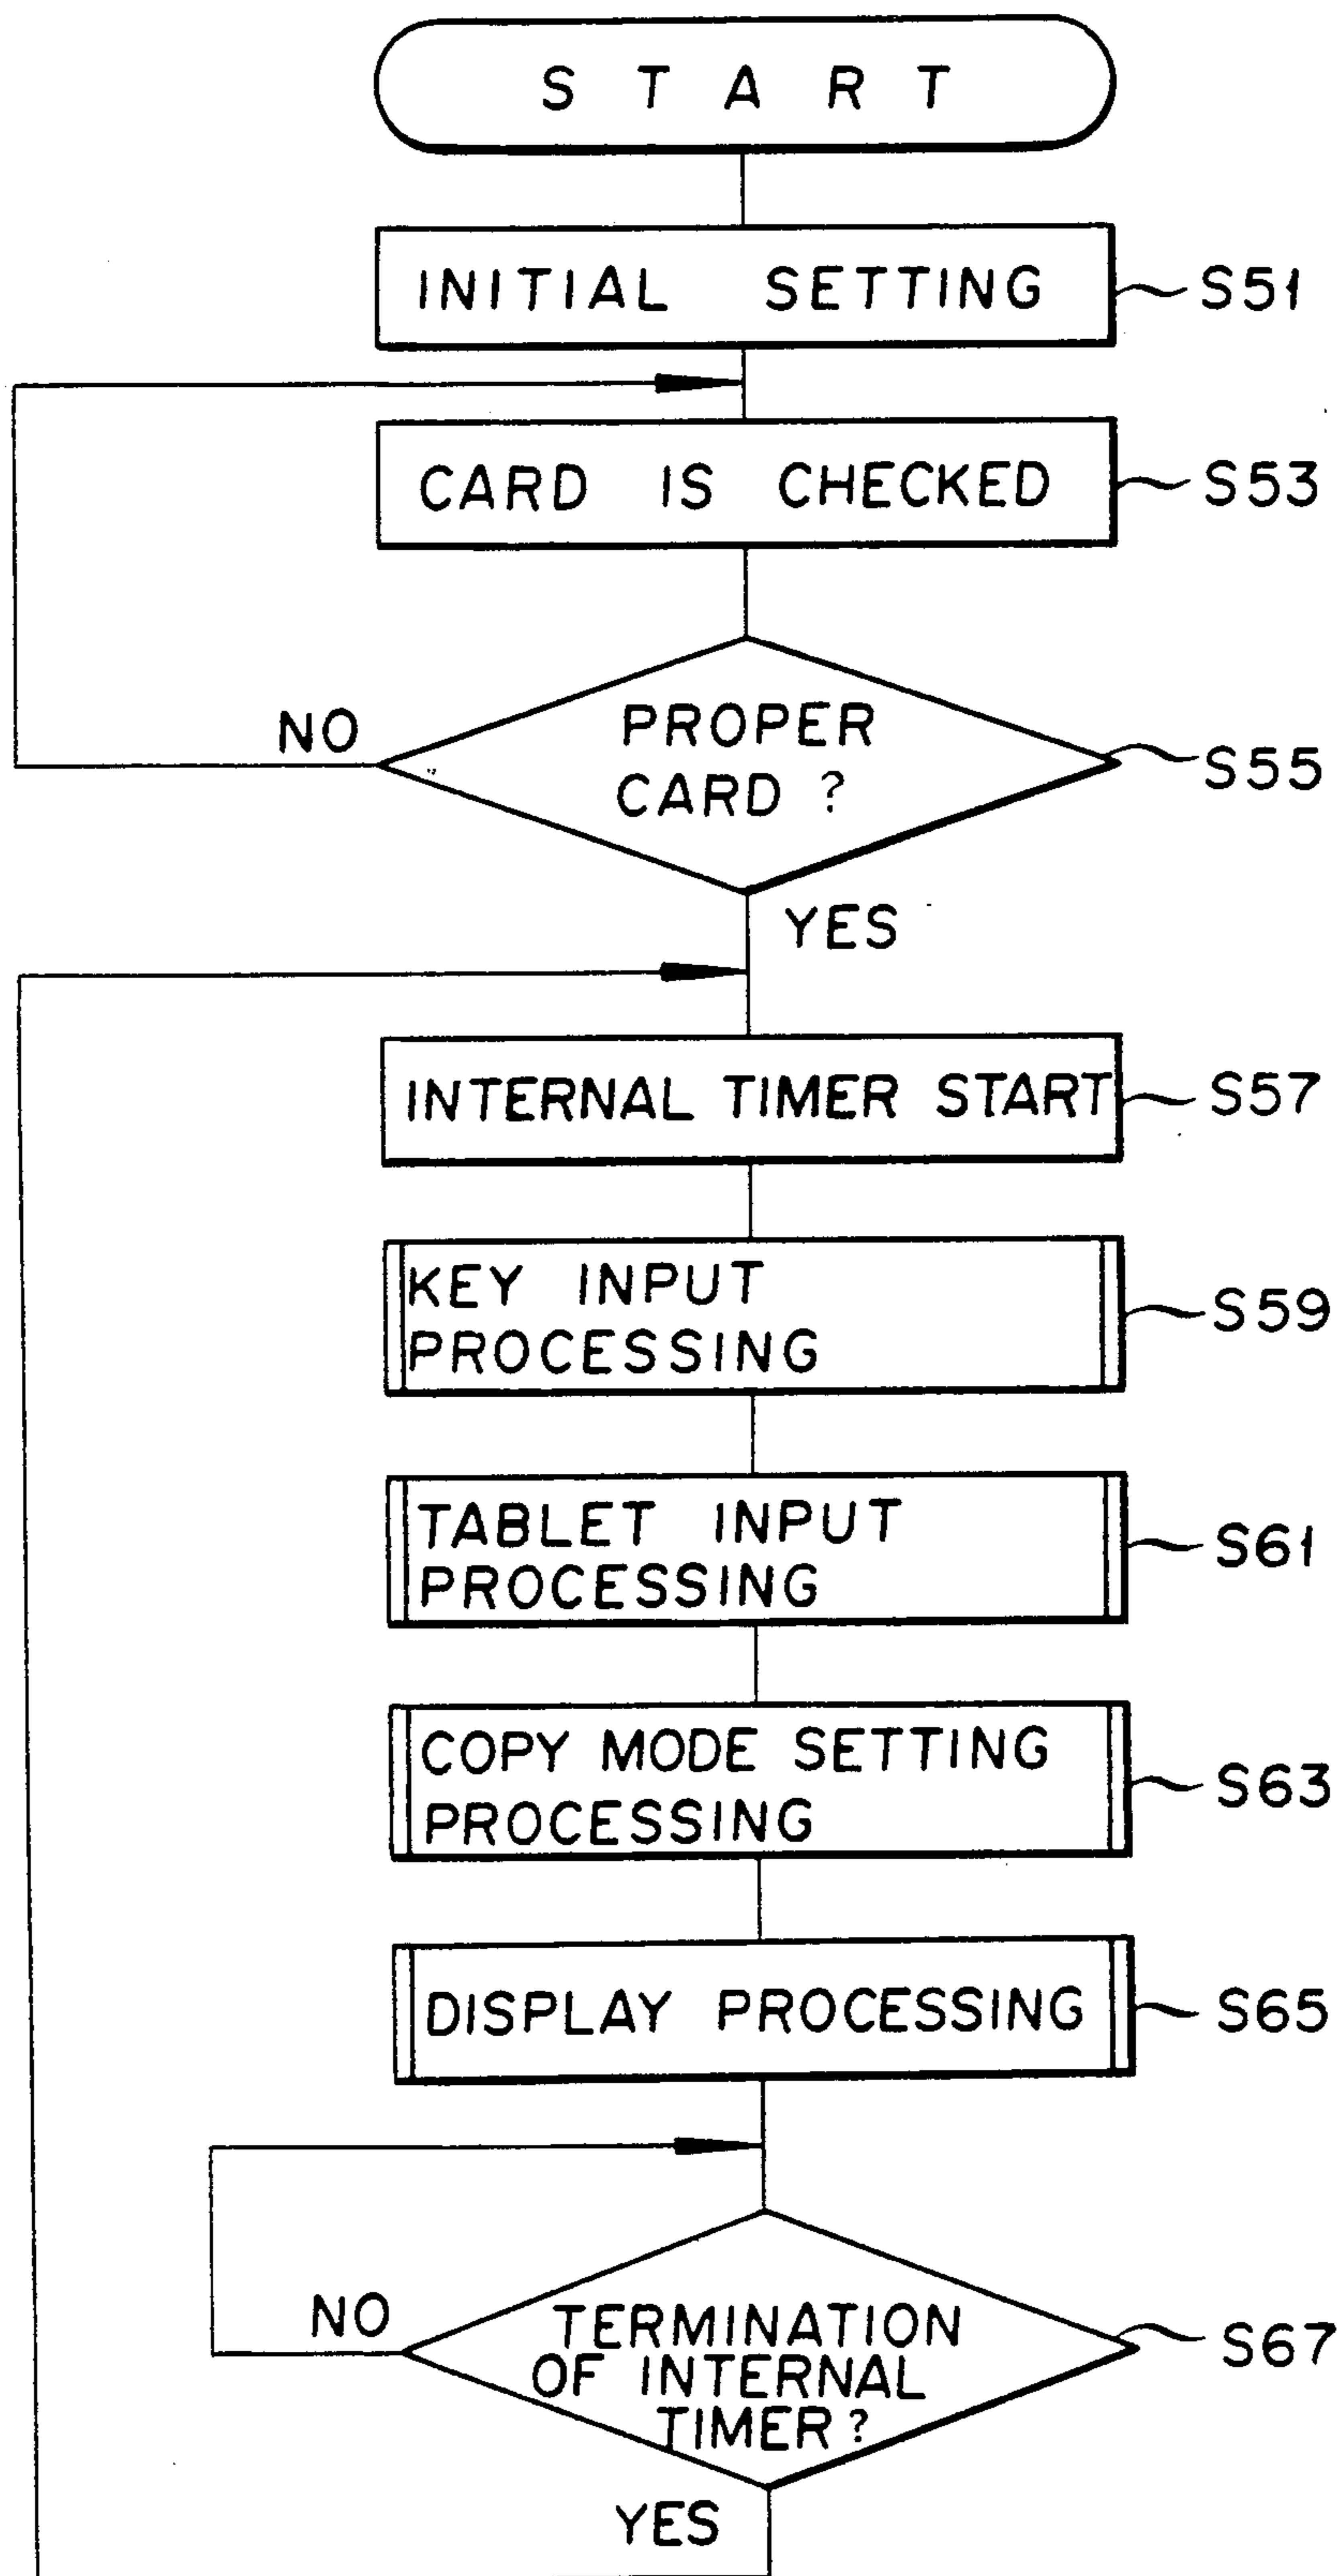 START
INITIAL SETTING
S51
CARD IS CHECKED
S53
PROPER
CARD ?
S55
NO
YES
INTERNAL TIMER START
S57
KEY INPUT
PROCESSING
S59
TABLET INPUT
PROCESSING
S61
COPY MODE SETTING
PROCESSING
S63
DISPLAY PROCESSING
S65
TERMINATION
OF INTERNAL
TIMER ?
S67
NO
YES